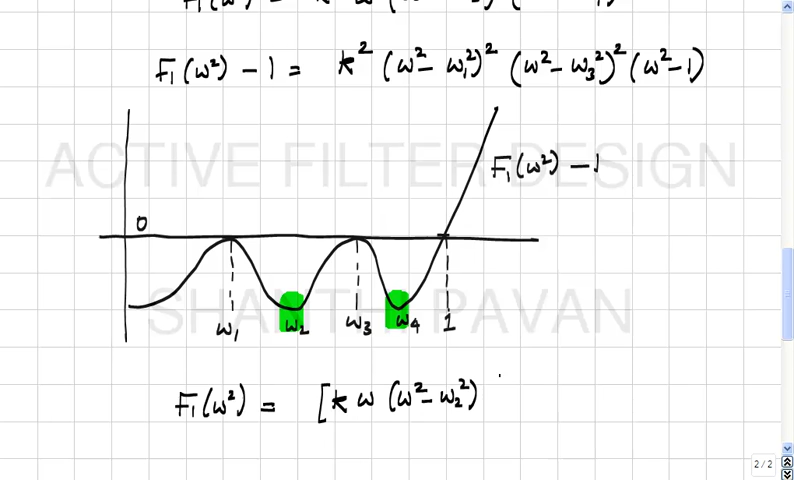 F₁(ω²) − 1 = k² (ω² − ω₁²)² (ω² − ω₃²)² (ω² − 1)
ACTIVE FILTER DESIGN
F₁(ω²) − 1
0
SHANTHI PAVAN
ω₁ ω₂ ω₃ ω₄ 1
F₁(ω²) = [k ω (ω² − ω₂²)
2 / 2